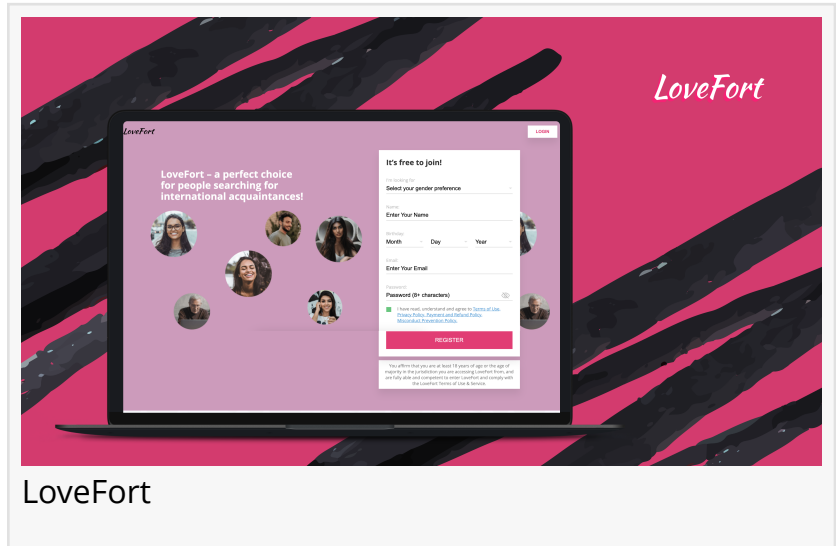 LoveFort
LoveFort
LOGIN
LoveFort – a perfect choice
for people searching for
international acquaintances!
It's free to join!
I'm looking for
Select your gender preference
Name
Enter Your Name
Birthday
Month Day Year
Email
Enter Your Email
Password
Password (8+ characters)
I have read, understand and agree to Terms of Use,
Privacy Policy, Payment and Refund Policy,
Misconduct Prevention Policy.
REGISTER
You affirm that you are at least 18 years of age or the age of
majority in the jurisdiction you are accessing LoveFort from, and
are fully able and competent to enter LoveFort and comply with
the LoveFort Terms of Use & Service.
LoveFort